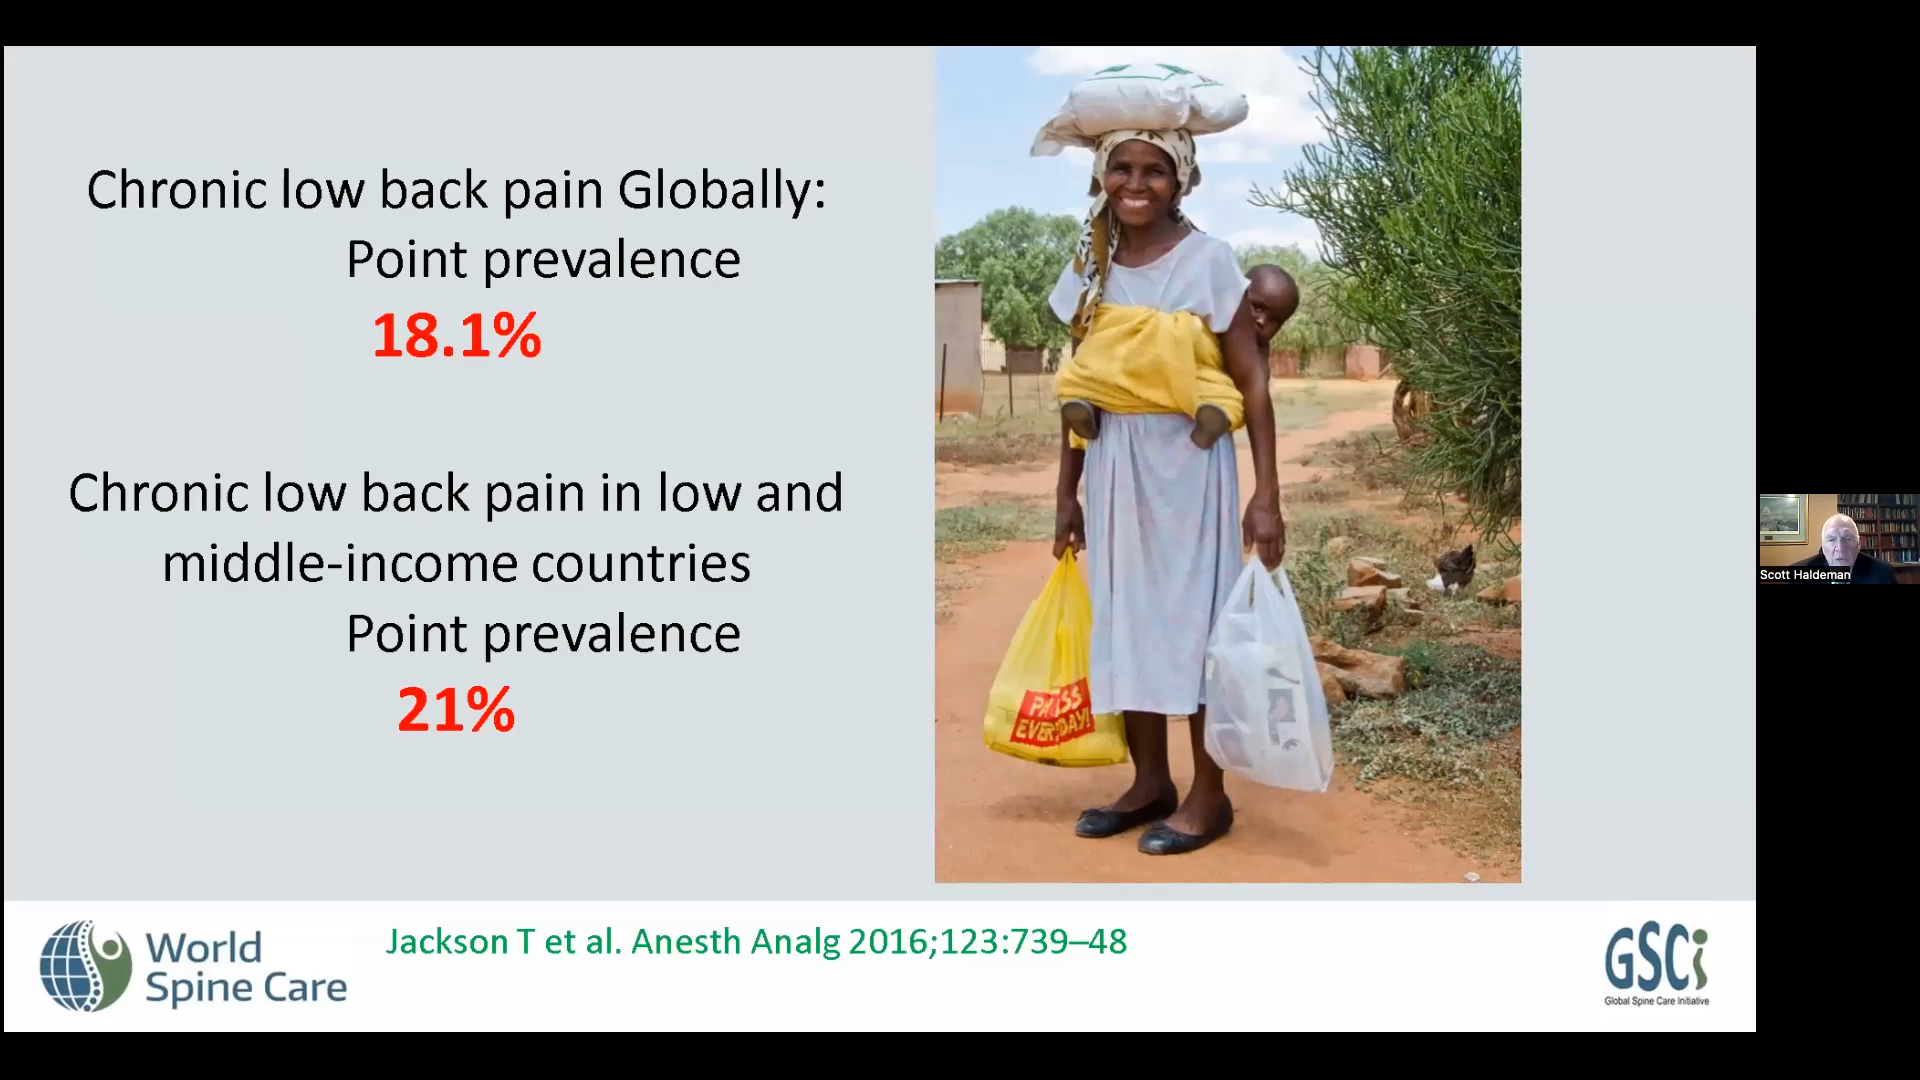 Chronic low back pain Globally:
Point prevalence
18.1%
Chronic low back pain in low and
middle-income countries
Point prevalence
21%
EVERYDAY!
Scott Haldeman
World
Spine Care
Jackson T et al. Anesth Analg 2016;123:739–48
GSCi
Global Spine Care Initiative